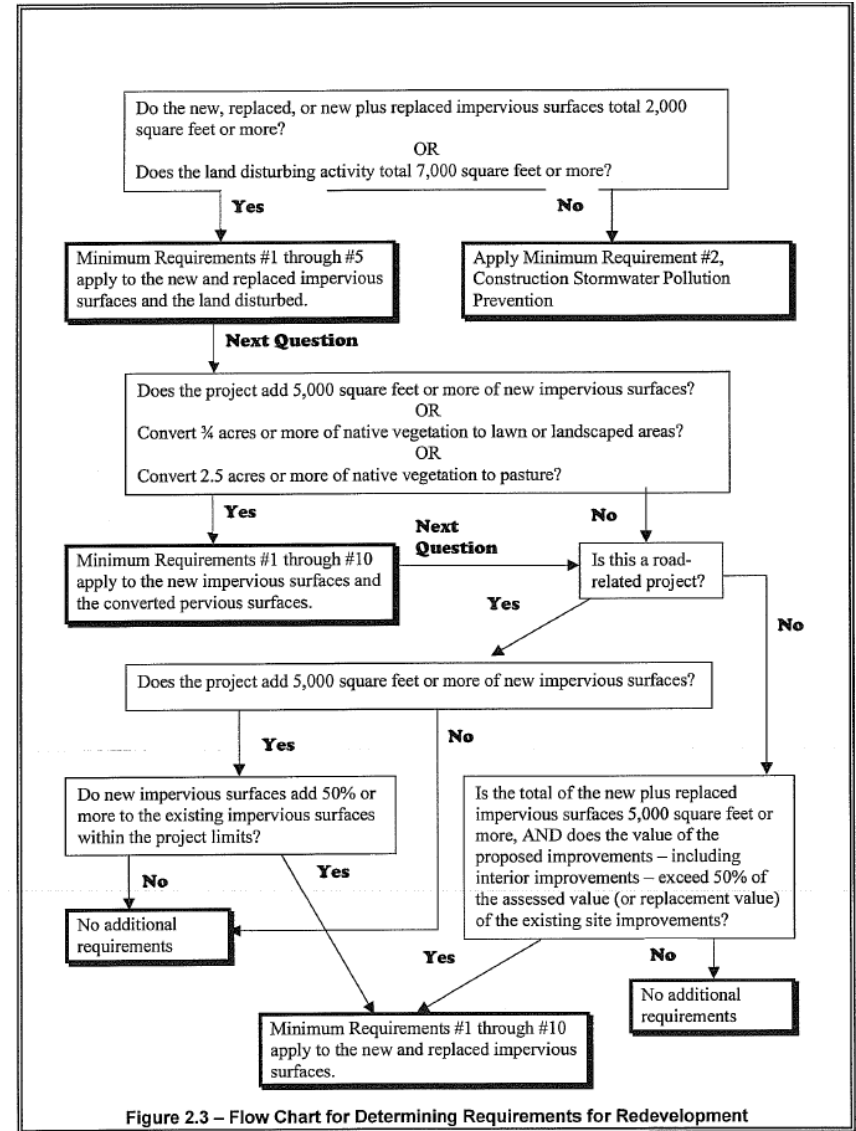 Do the new, replaced, or new plus replaced impervious surfaces total 2,000
square feet or more?
OR
Does the land disturbing activity total 7,000 square feet or more?
Yes
No
Minimum Requirements #1 through #5
apply to the new and replaced impervious
surfaces and the land disturbed.
Apply Minimum Requirement #2,
Construction Stormwater Pollution
Prevention
Next Question
Does the project add 5,000 square feet or more of new impervious surfaces?
OR
Convert ¾ acres or more of native vegetation to lawn or landscaped areas?
OR
Convert 2.5 acres or more of native vegetation to pasture?
Yes
No
Next
Question
Minimum Requirements #1 through #10
apply to the new impervious surfaces and
the converted pervious surfaces.
Is this a road-
related project?
Yes
No
Does the project add 5,000 square feet or more of new impervious surfaces?
Yes
No
Do new impervious surfaces add 50% or
more to the existing impervious surfaces
within the project limits?
Is the total of the new plus replaced
impervious surfaces 5,000 square feet or
more, AND does the value of the
proposed improvements – including
interior improvements – exceed 50% of
the assessed value (or replacement value)
of the existing site improvements?
No
Yes
No additional
requirements
Yes
No
No additional
requirements
Minimum Requirements #1 through #10
apply to the new and replaced impervious
surfaces.
Figure 2.3 – Flow Chart for Determining Requirements for Redevelopment